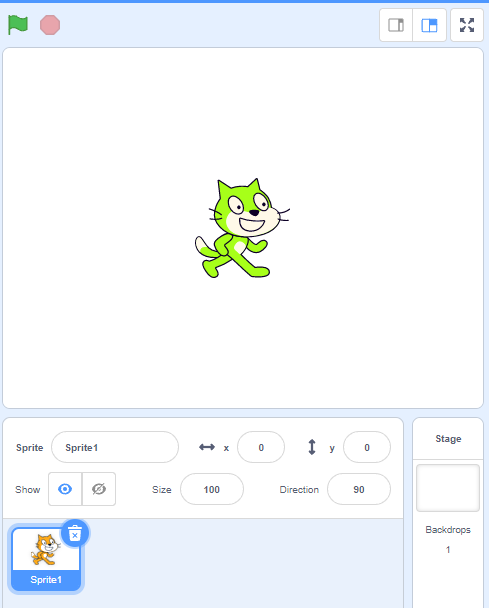 Sprite Sprite1 x 0 y 0
Show Size 100 Direction 90
Sprite1
Stage
Backdrops
1